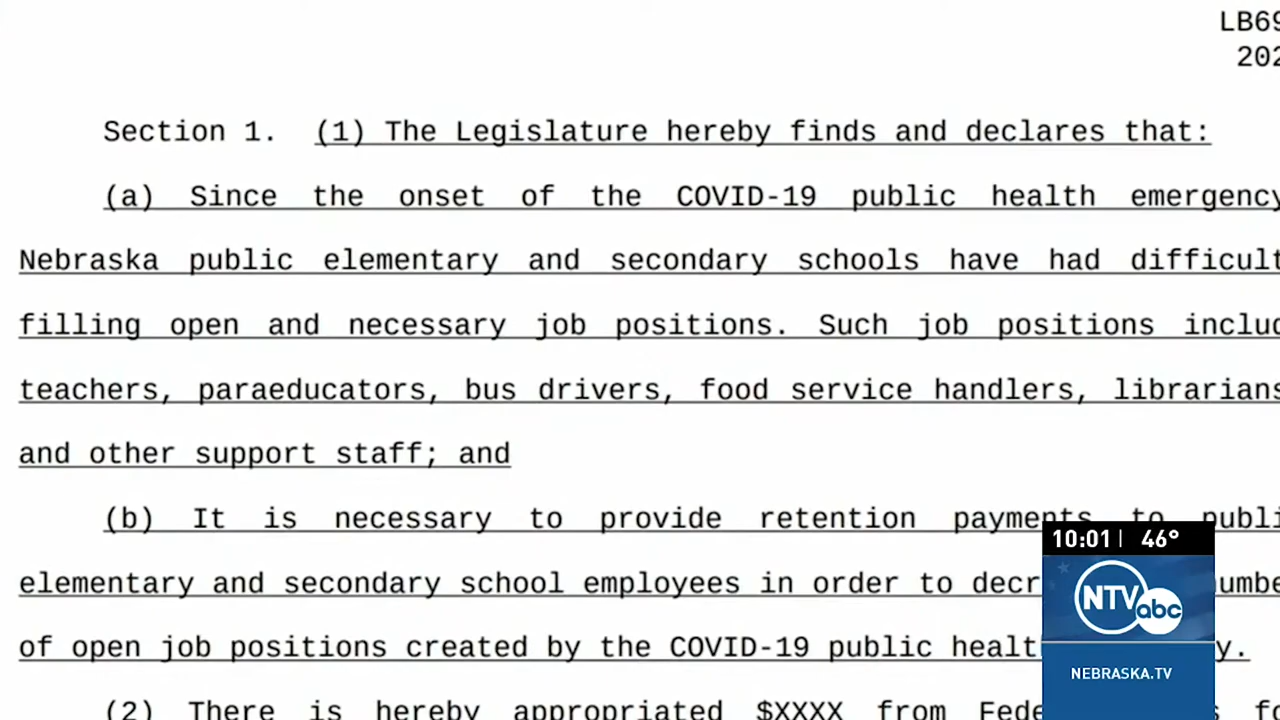 LB69
202
Section 1. (1) The Legislature hereby finds and declares that:
(a) Since the onset of the COVID-19 public health emergency
Nebraska public elementary and secondary schools have had difficult
filling open and necessary job positions. Such job positions includ
teachers, paraeducators, bus drivers, food service handlers, librarians
and other support staff; and
(b) It is necessary to provide retention payments to publi
elementary and secondary school employees in order to decr umbe
of open job positions created by the COVID-19 public healt y.
(2) There is hereby appropriated $XXXX from Fede s fo
10:01 46°
NTV abc
NEBRASKA.TV